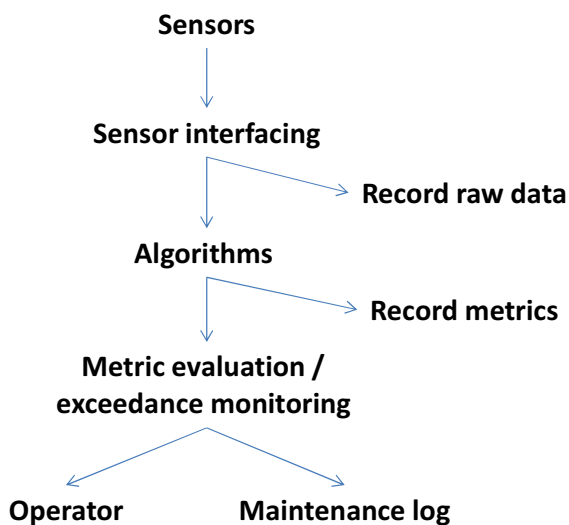 Sensors
Sensor interfacing
Record raw data
Algorithms
Record metrics
Metric evaluation /
exceedance monitoring
Operator
Maintenance log